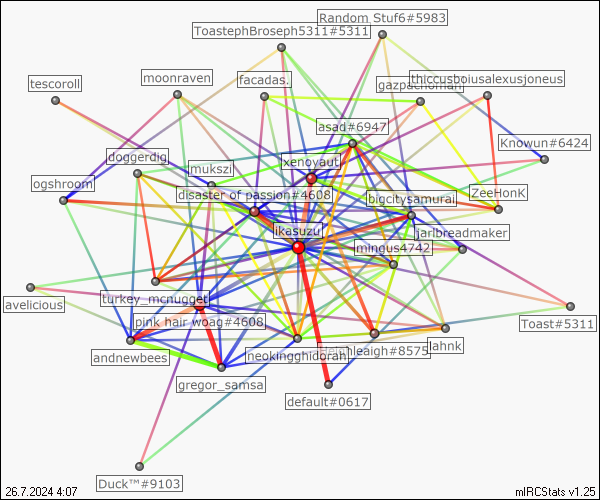 Random Stuf6#5983
ToastephBroseph5311#5311
tescoroll
moonraven
facadas.
thiccusboiusalexusjoneus
gazpachoman
asad#6947
Knowun#6424
doggerdig
mukszi
xenoyaut
ogshroom
disaster of passion#4608
bigcitysamurai
ZeeHonK
ikasuzu
jarlbreadmaker
mingus4742
avelicious
turkey_mcnugget
pink hair woag#4608
Toast#5311
andnewbees
neokingghidorah
#8575
lahnk
gregor_samsa
default#0617
Duck™#9103
26.7.2024 4:07
mIRCStats v1.25